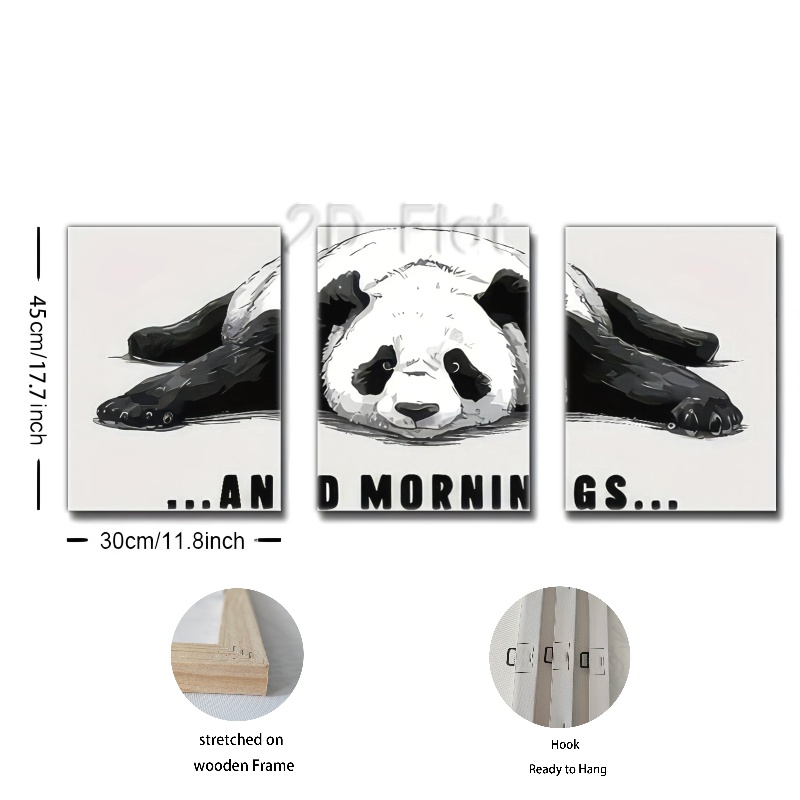 2D Flat
45cm/17.7inch
...AN D MORNIN GS...
30cm/11.8inch
stretched on
wooden Frame
Hook
Ready to Hang